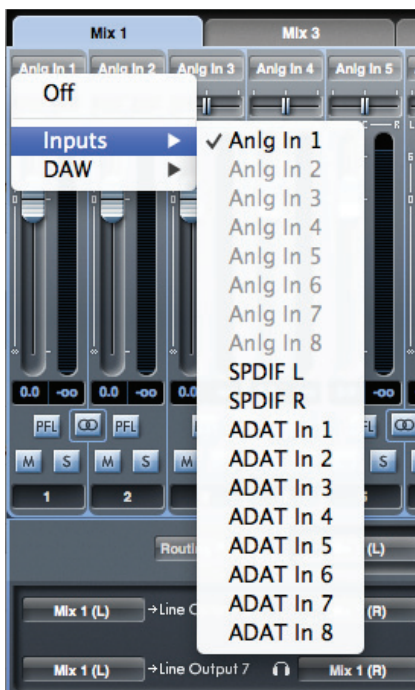 Mix 1
Mix 3
Anlg In 1
Anlg In 2
Anlg In 3
Anlg In 4
Anlg In 5
Off
Inputs
DAW
✓ Anlg In 1
Anlg In 2
Anlg In 3
Anlg In 4
Anlg In 5
Anlg In 6
Anlg In 7
Anlg In 8
SPDIF L
SPDIF R
ADAT In 1
ADAT In 2
ADAT In 3
ADAT In 4
ADAT In 5
ADAT In 6
ADAT In 7
ADAT In 8
0.0 -oo 0.0 -oo 0.0 -oo
PFL PFL
M S M S M S
1 2
(L)
Mix 1 (L) →Line (R)
Mix 1 (L) →Line Output 7 Mix 1 (R)